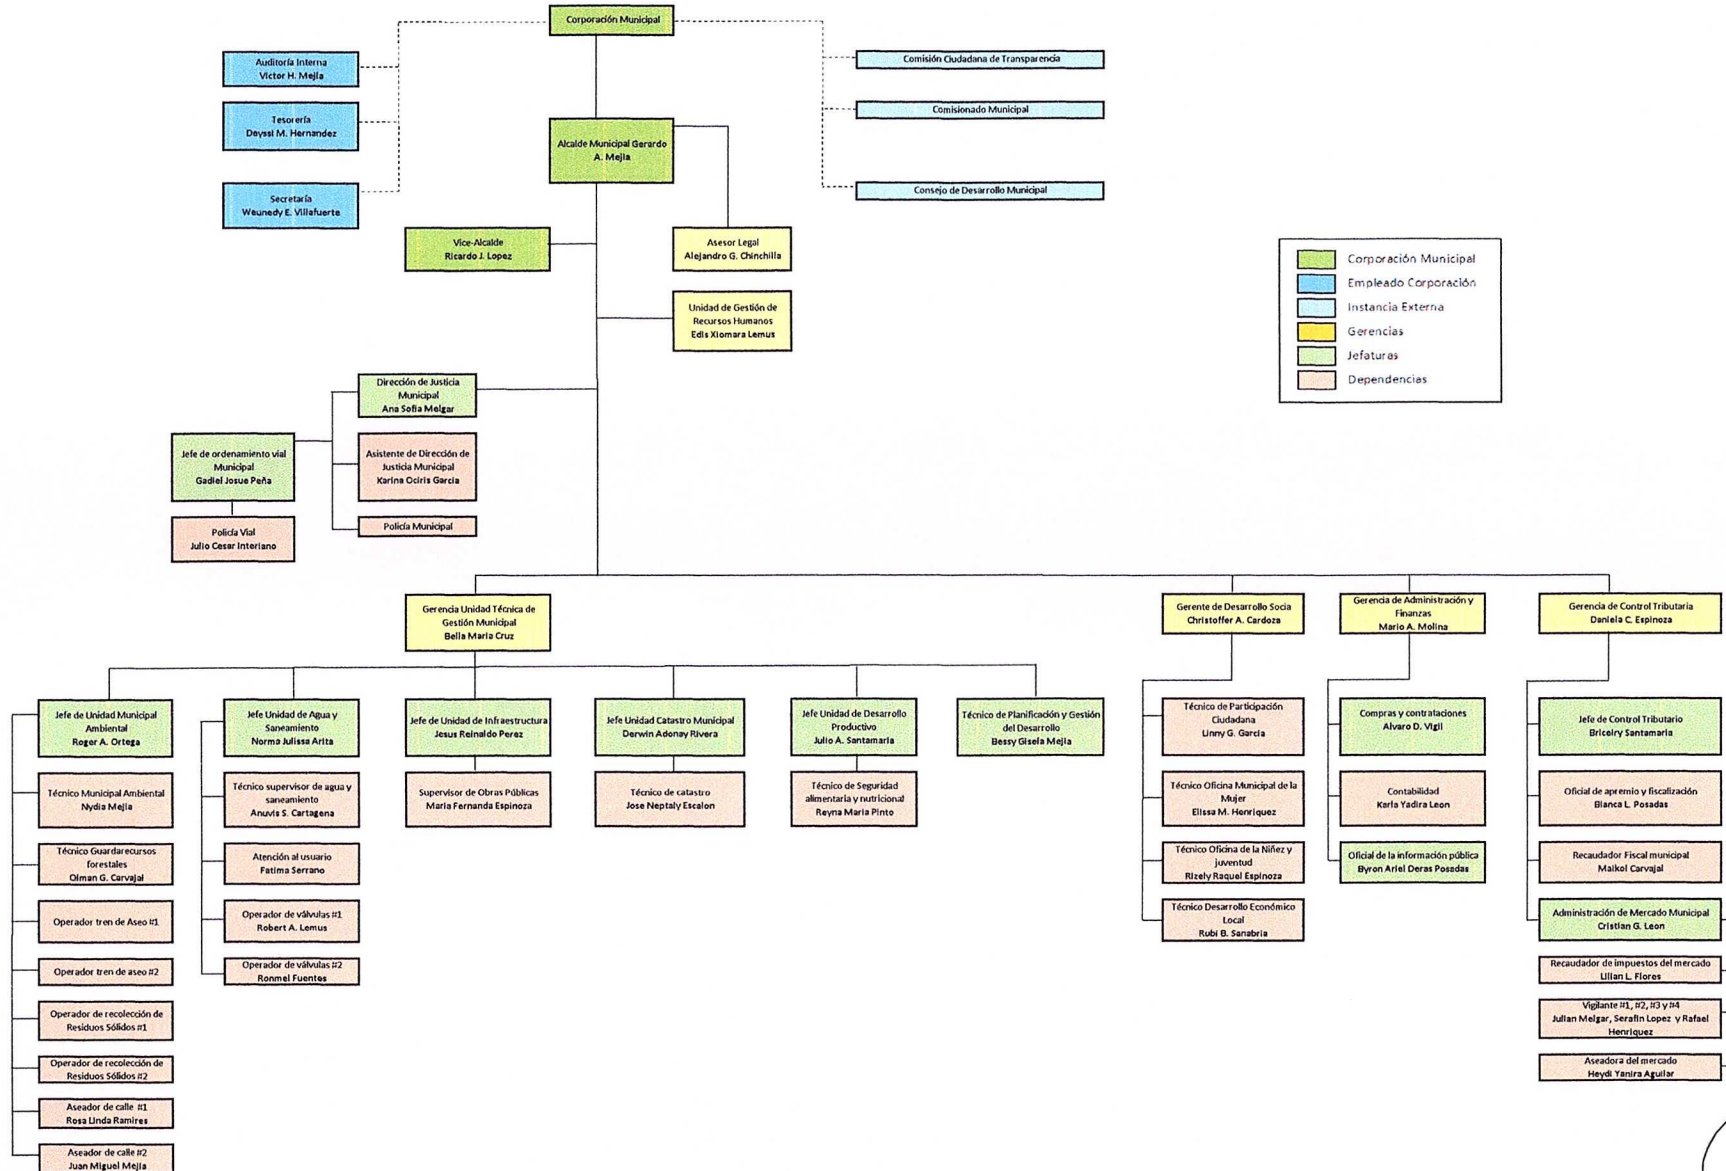 Corporación Municipal
Auditoría Interna
Victor H. Mejía
Tesorería
Deyssi M. Hernandez
Secretaría
Weunedy E. Villafuerte
Comisión Ciudadana de Transparencia
Comisionado Municipal
Consejo de Desarrollo Municipal
Alcalde Municipal Gerardo
A. Mejia
Vice-Alcalde
Ricardo J. Lopez
Asesor Legal
Alejandro G. Chinchilla
Unidad de Gestión de
Recursos Humanos
Edis Xiomara Lemus
Corporación Municipal
Empleado Corporación
Instancia Externa
Gerencias
Jefaturas
Dependencias
Dirección de Justicia
Municipal
Ana Sofia Melgar
Jefe de ordenamiento vial
Municipal
Gadiel Josue Peña
Asistente de Dirección de
Justicia Municipal
Karina Ociris Garcia
Policía Vial
Julio Cesar Interiano
Policía Municipal
Gerencia Unidad Técnica de
Gestión Municipal
Bella Maria Cruz
Gerente de Desarrollo Socia
Christoffer A. Cardoza
Gerencia de Administración y
Finanzas
Mario A. Molina
Gerencia de Control Tributaria
Daniela C. Espinoza
Jefe de Unidad Municipal
Ambiental
Roger A. Ortega
Técnico Municipal Ambiental
Nydia Mejia
Técnico Guardarecursos
forestales
Olman G. Carvajal
Operador tren de Aseo #1
Operador tren de aseo #2
Operador de recolección de
Residuos Sólidos #1
Operador de recolección de
Residuos Sólidos #2
Aseador de calle #1
Rosa Linda Ramires
Aseador de calle #2
Juan Miguel Mejía
Jefe Unidad de Agua y
Saneamiento
Norma Julissa Arita
Técnico supervisor de agua y
saneamiento
Anuvis S. Cartagena
Atención al usuario
Fatima Serrano
Operador de válvulas #1
Robert A. Lemus
Operador de válvulas #2
Ronmel Fuentes
Jefe de Unidad de Infraestructura
Jesus Reinaldo Perez
Supervisor de Obras Públicas
Maria Fernanda Espinoza
Jefe Unidad Catastro Municipal
Derwin Adonay Rivera
Técnico de catastro
Jose Neptaly Escalon
Jefe Unidad de Desarrollo
Productivo
Julio A. Santamaria
Técnico de Seguridad
alimentaria y nutricional
Reyna Maria Pinto
Técnico de Planificación y Gestión
del Desarrollo
Bessy Gisela Mejia
Técnico de Participación
Ciudadana
Linny G. Garcia
Técnico Oficina Municipal de la
Mujer
Elissa M. Henriquez
Técnico Oficina de la Niñez y
juventud
Rizely Raquel Espinoza
Técnico Desarrollo Económico
Local
Rubi B. Sanabria
Compras y contrataciones
Alvaro D. Vigil
Contabilidad
Karla Yadira Leon
Oficial de la información pública
Byron Ariel Deras Posadas
Jefe de Control Tributario
Briceiry Santamaria
Oficial de apremio y fiscalización
Bianca L. Posadas
Recaudador Fiscal municipal
Maikol Carvajal
Administración de Mercado Municipal
Cristian G. Leon
Recaudador de impuestos del mercado
Lilian L. Flores
Vigilante #1, #2, #3 y #4
Julian Melgar, Serafin Lopez y Rafael
Henriquez
Aseadora del mercado
Heydi Yanira Aguilar